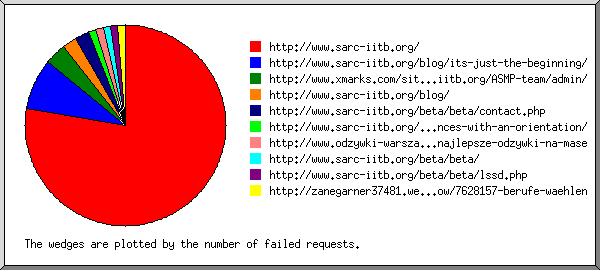 http://www.sarc-iitb.org/
http://www.sarc-iitb.org/blog/its-just-the-beginning/
http://www.xmarks.com/sit...iitb.org/ASMP-team/admin/
http://www.sarc-iitb.org/blog/
http://www.sarc-iitb.org/beta/beta/contact.php
http://www.sarc-iitb.org/...nces-with-an-orientation/
http://www.odzywki-warsza...najlepsze-odzywki-na-mase
http://www.sarc-iitb.org/beta/beta/
http://www.sarc-iitb.org/beta/beta/lssd.php
http://zanegarner37481.we...ow/7628157-berufe-waehlen
The wedges are plotted by the number of failed requests.